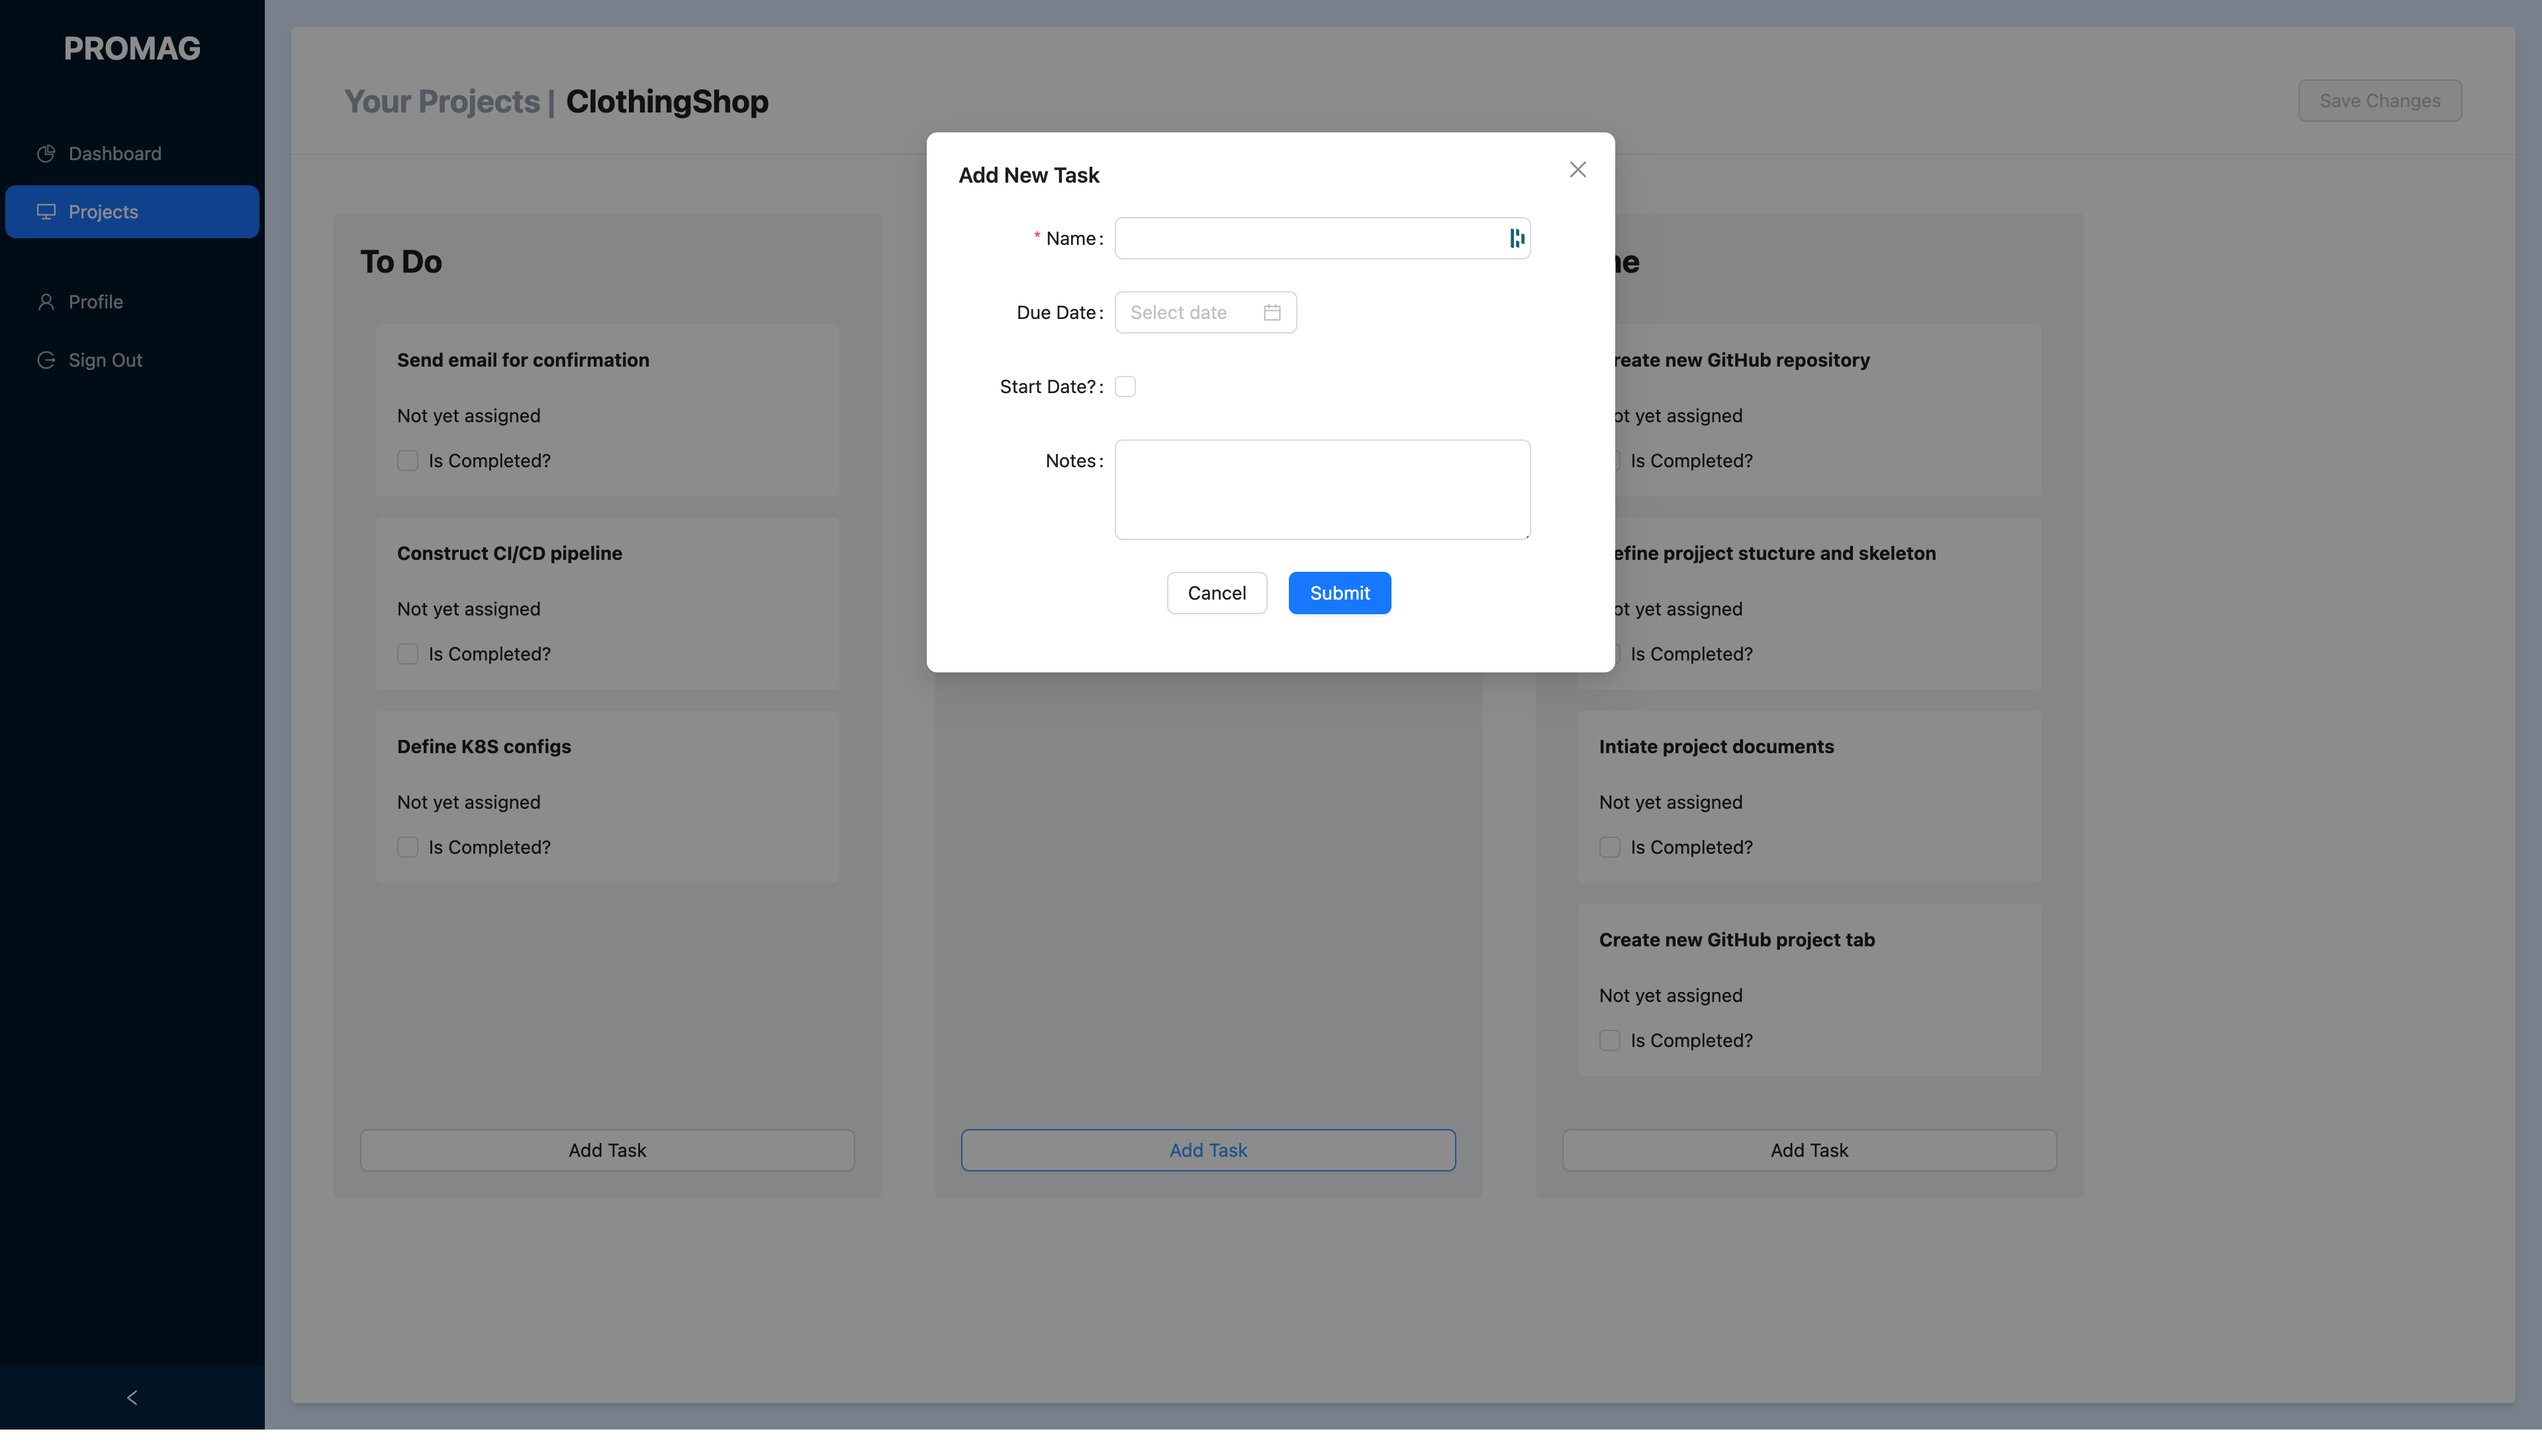 PROMAG
Dashboard
Projects
Profile
Sign Out
Your Projects | ClothingShop
Save Changes
Add New Task
* Name:
Due Date: Select date
Start Date?:
Notes:
Cancel Submit
To Do
Send email for confirmation
Not yet assigned
Is Completed?
Construct CI/CD pipeline
Not yet assigned
Is Completed?
Define K8S configs
Not yet assigned
Is Completed?
Add Task
Add Task
ne
reate new GitHub repository
ot yet assigned
Is Completed?
efine projject stucture and skeleton
ot yet assigned
Is Completed?
Intiate project documents
Not yet assigned
Is Completed?
Create new GitHub project tab
Not yet assigned
Is Completed?
Add Task